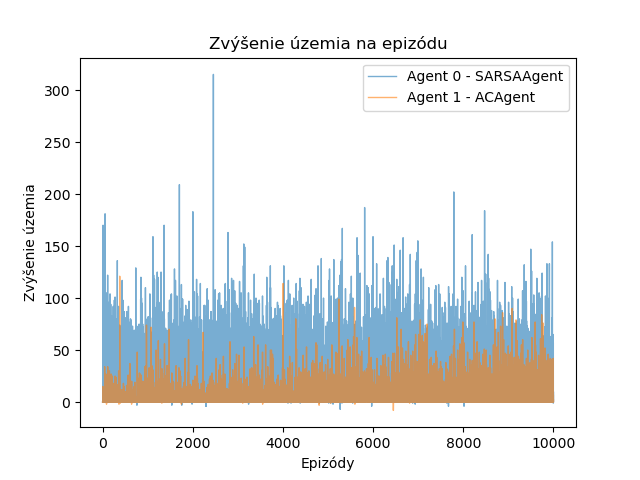 Zvýšenie územia na epizódu
Agent 0 - SARSAAgent
Agent 1 - ACAgent
Zvýšenie územia
300
250
200
150
100
50
0
0 2000 4000 6000 8000 10000
Epizódy